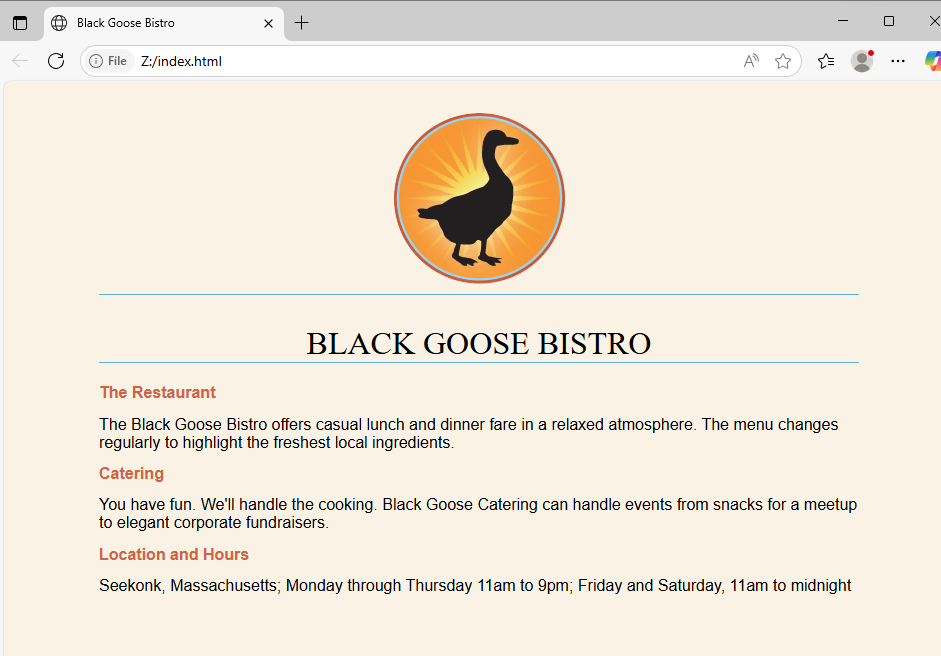 Black Goose Bistro
File Z:/index.html
BLACK GOOSE BISTRO
The Restaurant
The Black Goose Bistro offers casual lunch and dinner fare in a relaxed atmosphere. The menu changes
regularly to highlight the freshest local ingredients.
Catering
You have fun. We'll handle the cooking. Black Goose Catering can handle events from snacks for a meetup
to elegant corporate fundraisers.
Location and Hours
Seekonk, Massachusetts; Monday through Thursday 11am to 9pm; Friday and Saturday, 11am to midnight